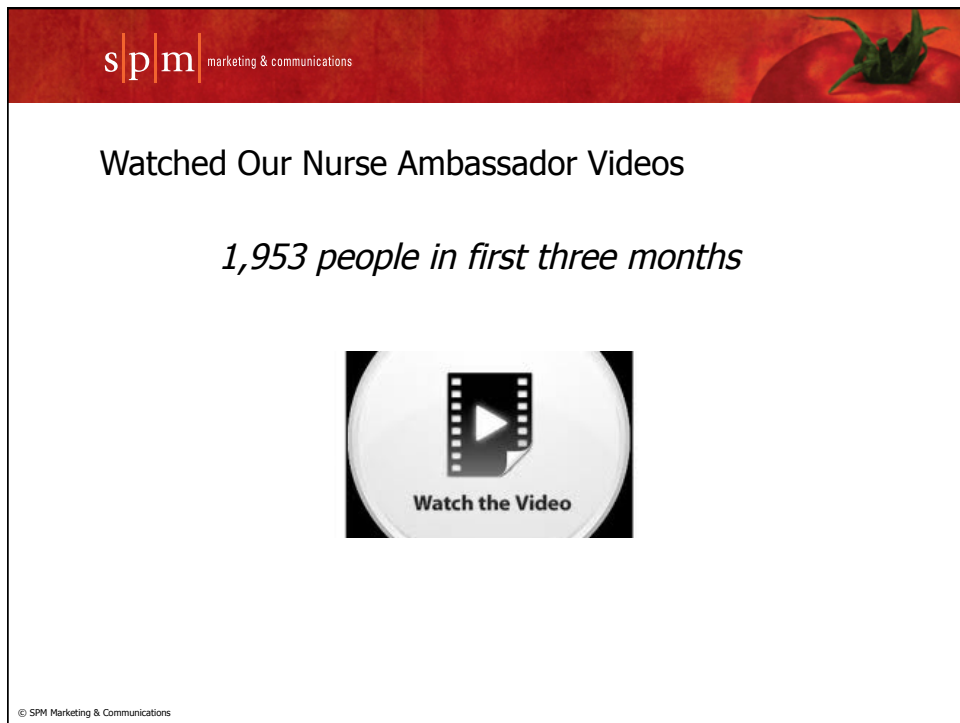 s|p|m marketing & communications
Watched Our Nurse Ambassador Videos
1,953 people in first three months
Watch the Video
© SPM Marketing & Communications